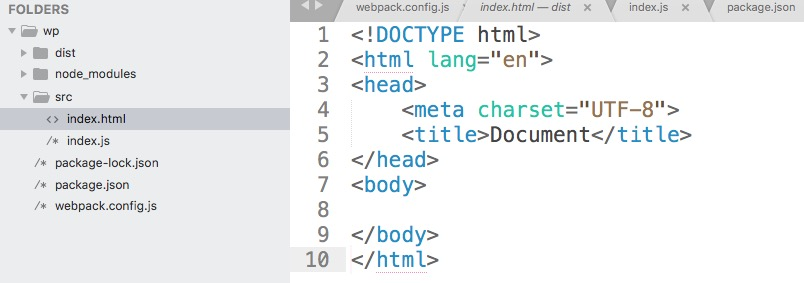 FOLDERS
wp
dist
node_modules
src
<> index.html
/* index.js
/* package-lock.json
/* package.json
/* webpack.config.js
webpack.config.js
index.html — dist ×
index.js ×
package.json
1 <!DOCTYPE html>
2 <html lang="en">
3 <head>
4     <meta charset="UTF-8">
5     <title>Document</title>
6 </head>
7 <body>
8
9 </body>
10 </html>